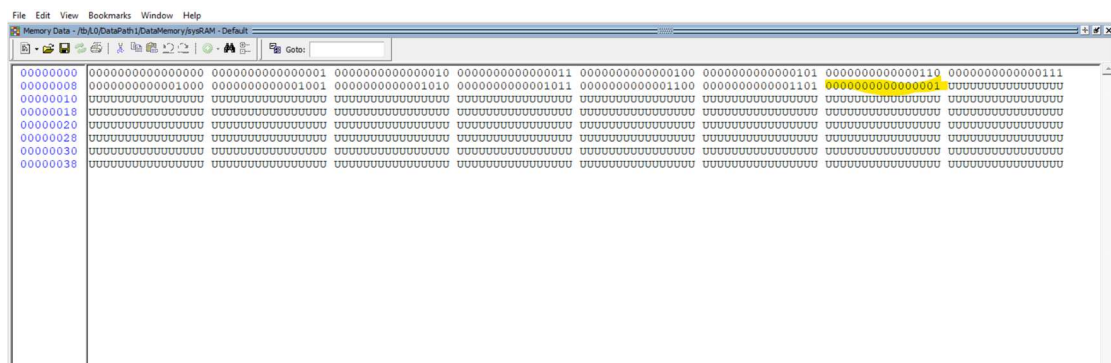 File Edit View Bookmarks Window Help
Memory Data - /tb/L0/DataPath1/DataMemory/sysRAM - Default
Goto:
00000000 0000000000000000 0000000000000001 0000000000000010 0000000000000011 0000000000000100 0000000000000101 0000000000000110 0000000000000111
00000008 0000000000001000 0000000000001001 0000000000001010 0000000000001011 0000000000001100 0000000000001101 0000000000000001 UUUUUUUUUUUUUUUU
00000010 UUUUUUUUUUUUUUUU UUUUUUUUUUUUUUUU UUUUUUUUUUUUUUUU UUUUUUUUUUUUUUUU UUUUUUUUUUUUUUUU UUUUUUUUUUUUUUUU UUUUUUUUUUUUUUUU UUUUUUUUUUUUUUUU
00000018 UUUUUUUUUUUUUUUU UUUUUUUUUUUUUUUU UUUUUUUUUUUUUUUU UUUUUUUUUUUUUUUU UUUUUUUUUUUUUUUU UUUUUUUUUUUUUUUU UUUUUUUUUUUUUUUU UUUUUUUUUUUUUUUU
00000020 UUUUUUUUUUUUUUUU UUUUUUUUUUUUUUUU UUUUUUUUUUUUUUUU UUUUUUUUUUUUUUUU UUUUUUUUUUUUUUUU UUUUUUUUUUUUUUUU UUUUUUUUUUUUUUUU UUUUUUUUUUUUUUUU
00000028 UUUUUUUUUUUUUUUU UUUUUUUUUUUUUUUU UUUUUUUUUUUUUUUU UUUUUUUUUUUUUUUU UUUUUUUUUUUUUUUU UUUUUUUUUUUUUUUU UUUUUUUUUUUUUUUU UUUUUUUUUUUUUUUU
00000030 UUUUUUUUUUUUUUUU UUUUUUUUUUUUUUUU UUUUUUUUUUUUUUUU UUUUUUUUUUUUUUUU UUUUUUUUUUUUUUUU UUUUUUUUUUUUUUUU UUUUUUUUUUUUUUUU UUUUUUUUUUUUUUUU
00000038 UUUUUUUUUUUUUUUU UUUUUUUUUUUUUUUU UUUUUUUUUUUUUUUU UUUUUUUUUUUUUUUU UUUUUUUUUUUUUUUU UUUUUUUUUUUUUUUU UUUUUUUUUUUUUUUU UUUUUUUUUUUUUUUU